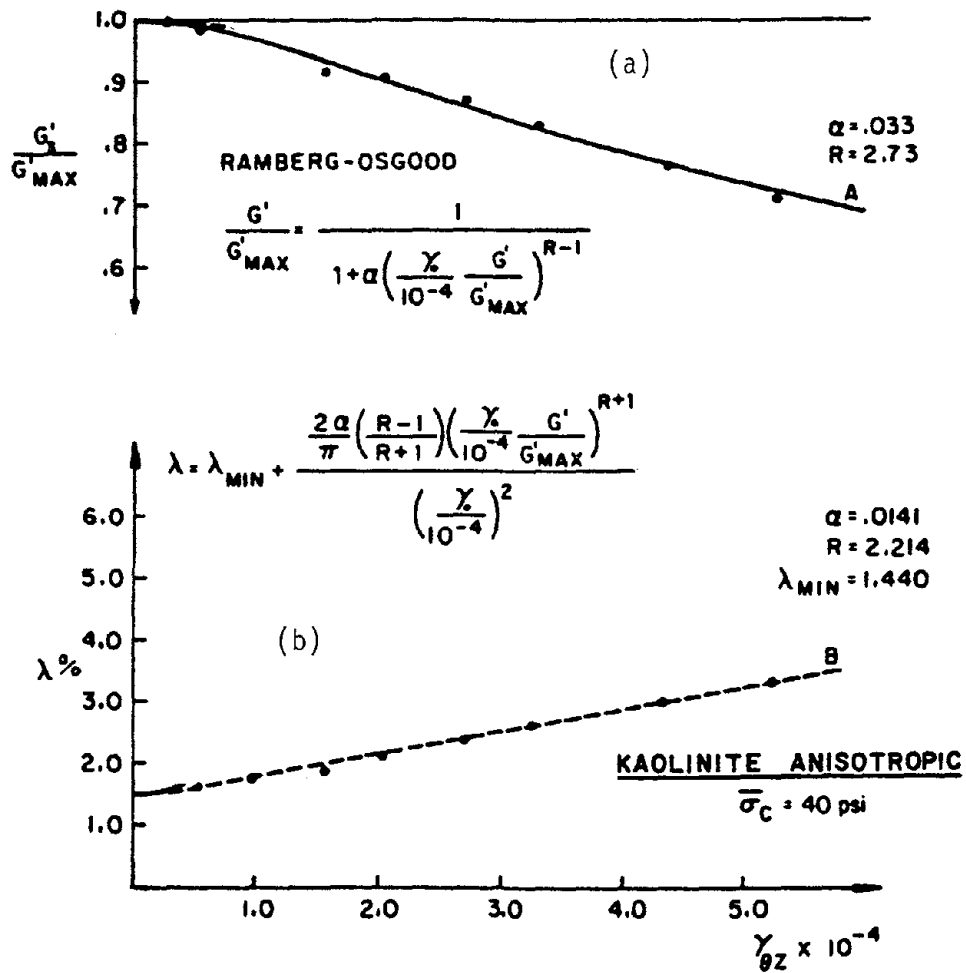 1.0
.9
.8
.7
.6
G'z / G'MAX
(a)
α = .033
R = 2.73
A
RAMBERG-OSGOOD
G' / G'MAX = 1 / 1 + α (γ₀ / 10⁻⁴ G' / G'MAX)^R-1
λ = λMIN + 2α / π (R-1 / R+1) (γ₀ / 10⁻⁴ G' / G'MAX)^R+1 / (γ₀ / 10⁻⁴)²
α = .0141
R = 2.214
λMIN = 1.440
6.0
5.0
4.0
3.0
2.0
1.0
λ%
(b)
B
KAOLINITE ANISOTROPIC
σ̅C = 40 psi
1.0 2.0 3.0 4.0 5.0
γθZ x 10⁻⁴